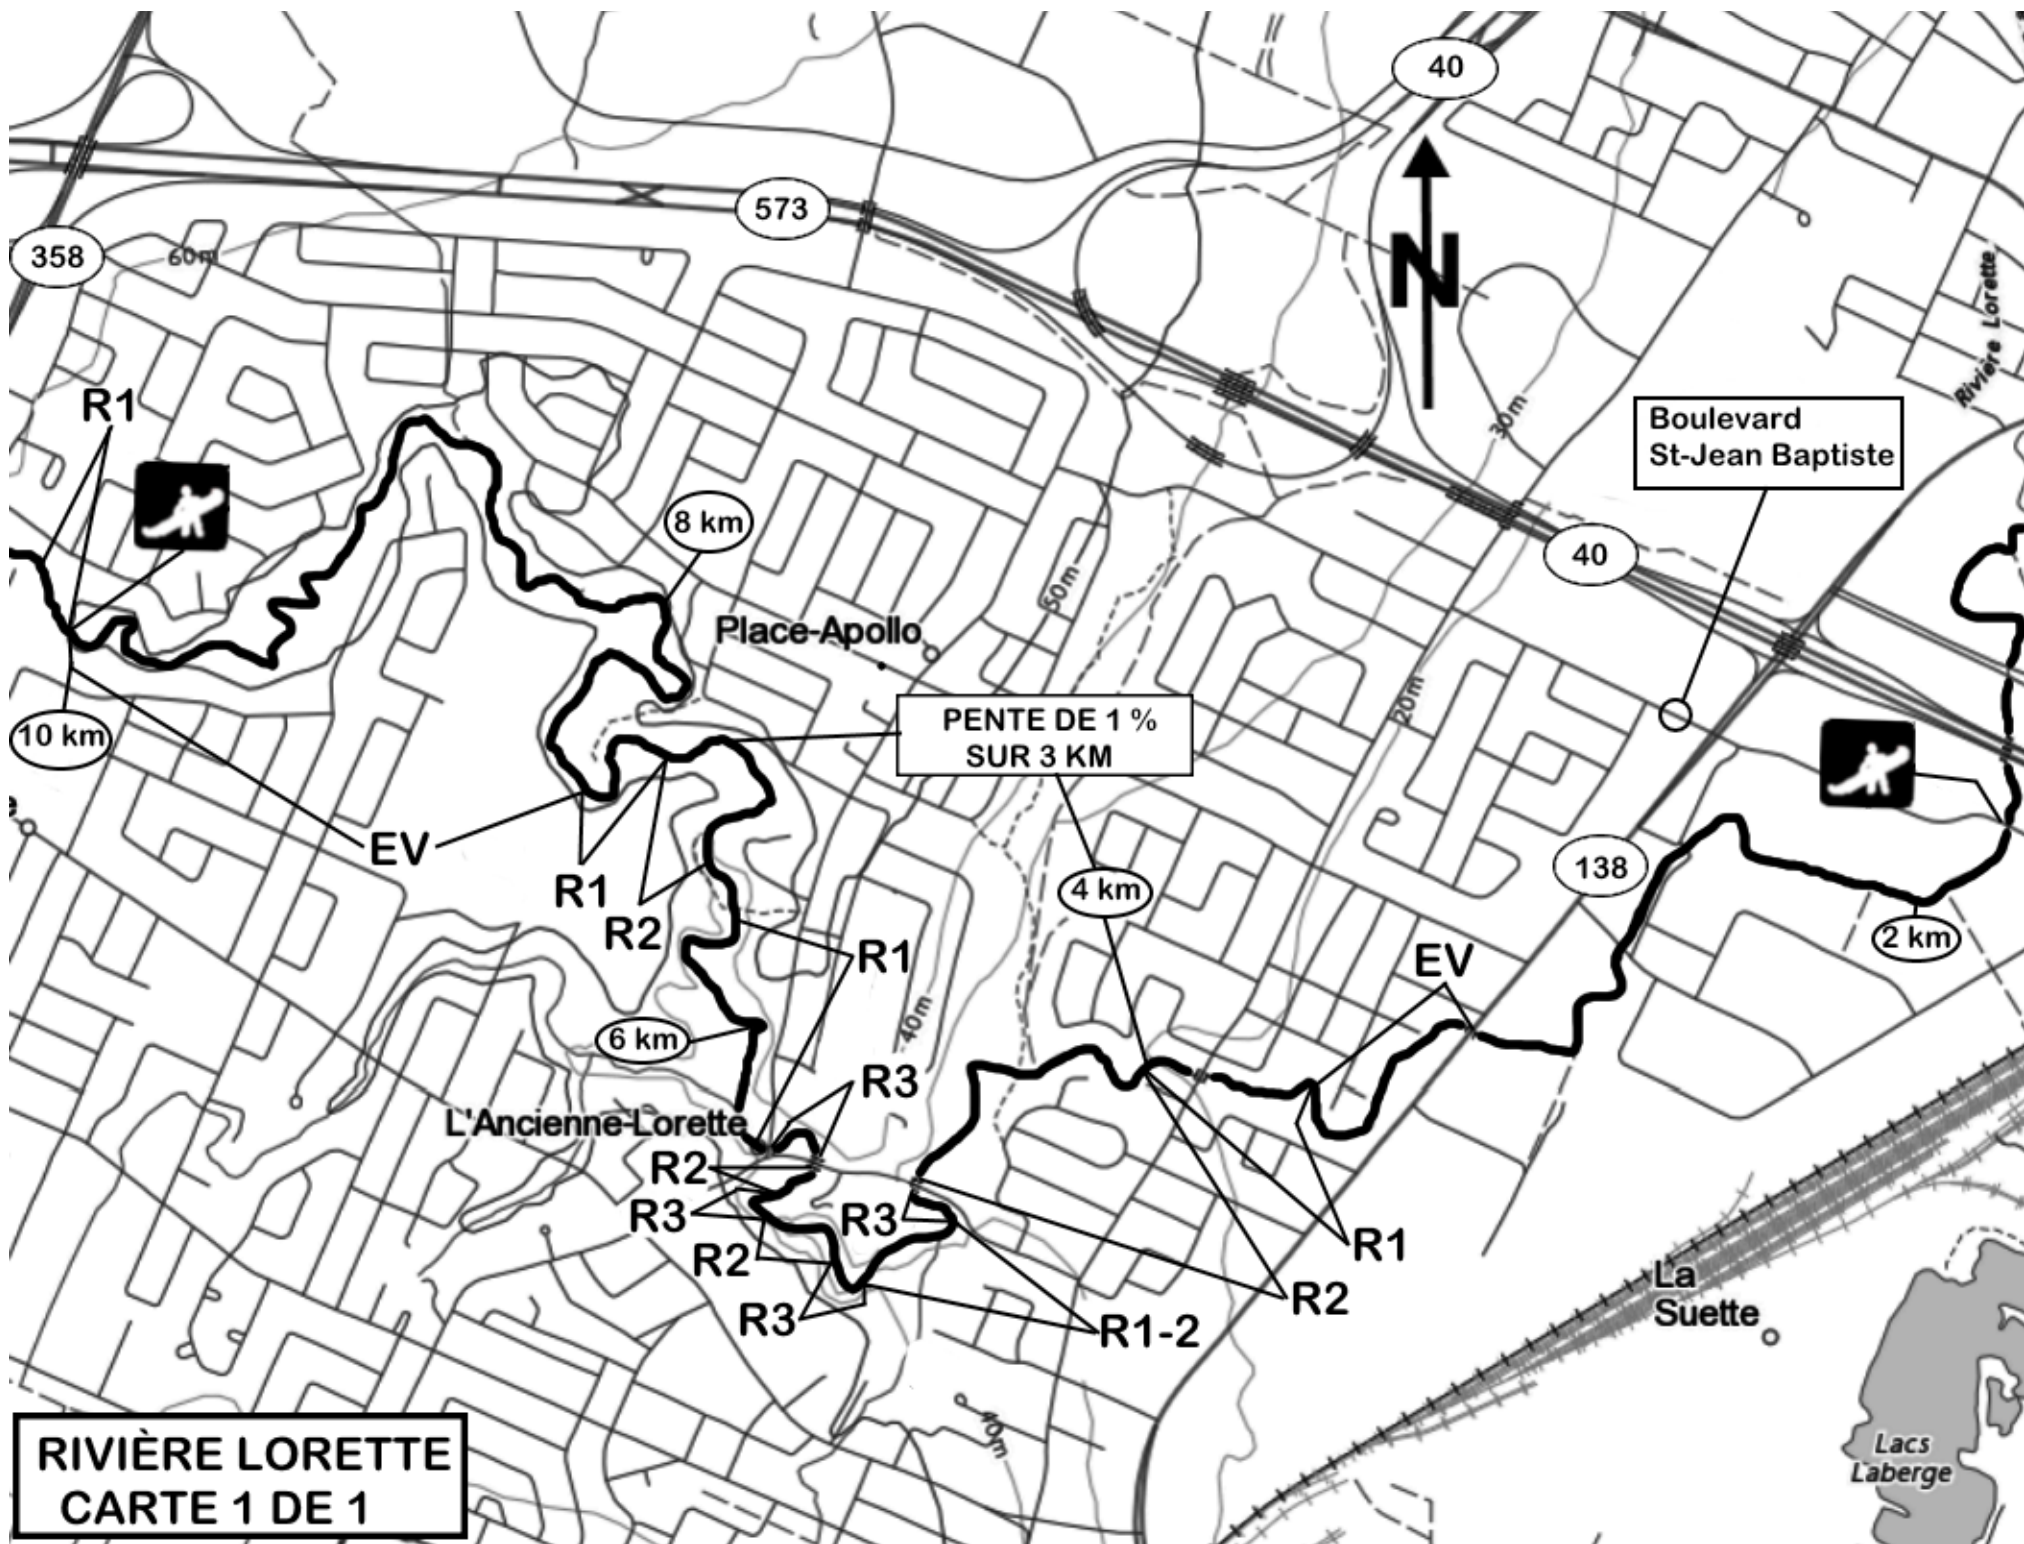 40
573
358
60m
N
Rivière Lorette
R1
30m
Boulevard
St-Jean Baptiste
8 km
40
50m
Place-Apollo
20m
10 km
PENTE DE 1 %
SUR 3 KM
e
EV
138
R1
4 km
R2
R1
2 km
EV
40m
6 km
R3
L'Ancienne-Lorette
R2
R3
R3
R2
R1
R2
La
Suette
R3
R1-2
40m
Lacs
Laberge
RIVIÈRE LORETTE
CARTE 1 DE 1